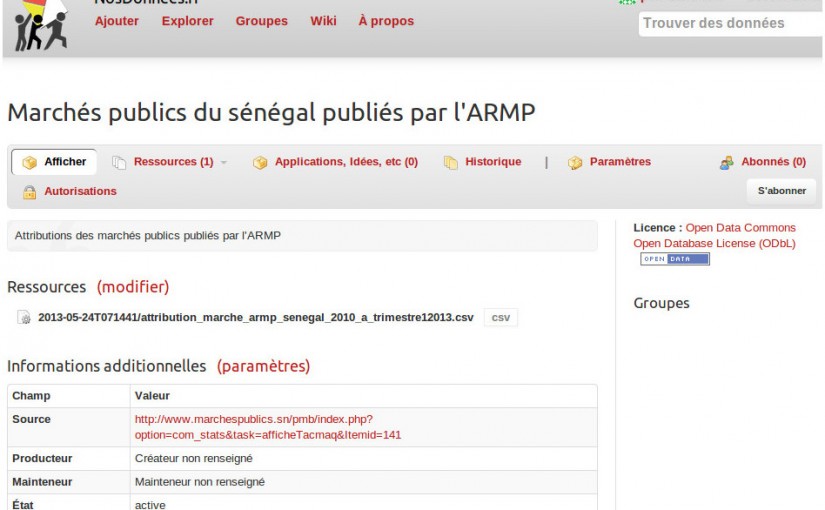 NosDonnées.fr
Ajouter Explorer Groupes Wiki À propos
Trouver des données
Marchés publics du sénégal publiés par l'ARMP
Afficher Ressources (1) Applications, Idées, etc (0) Historique | Paramètres Abonnés (0)
Autorisations S'abonner
Attributions des marchés publics publiés par l'ARMP
Licence : Open Data Commons
Open Database License (ODbL)
OPEN DATA
Ressources (modifier)
Groupes
2013-05-24T071441/attribution_marche_armp_senegal_2010_a_trimestre12013.csv csv
Informations additionnelles (paramètres)
Champ Valeur
Source http://www.marchespublics.sn/pmb/index.php?
option=com_stats&task=afficheTacmaq&Itemid=141
Producteur Créateur non renseigné
Mainteneur Mainteneur non renseigné
État active